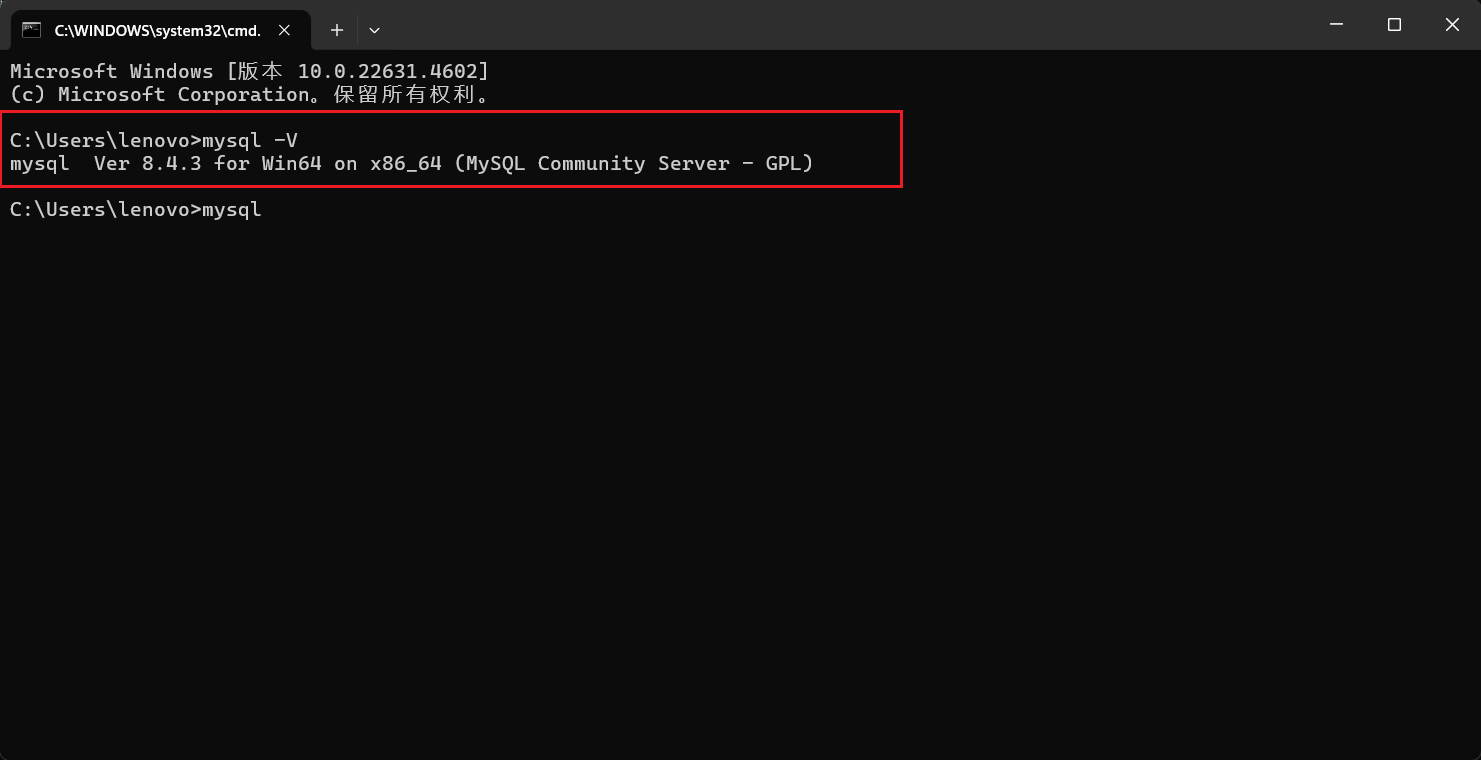 C:\WINDOWS\system32\cmd.
Microsoft Windows [版本 10.0.22631.4602]
(c) Microsoft Corporation。保留所有权利。
C:\Users\lenovo>mysql -V
mysql  Ver 8.4.3 for Win64 on x86_64 (MySQL Community Server - GPL)
C:\Users\lenovo>mysql